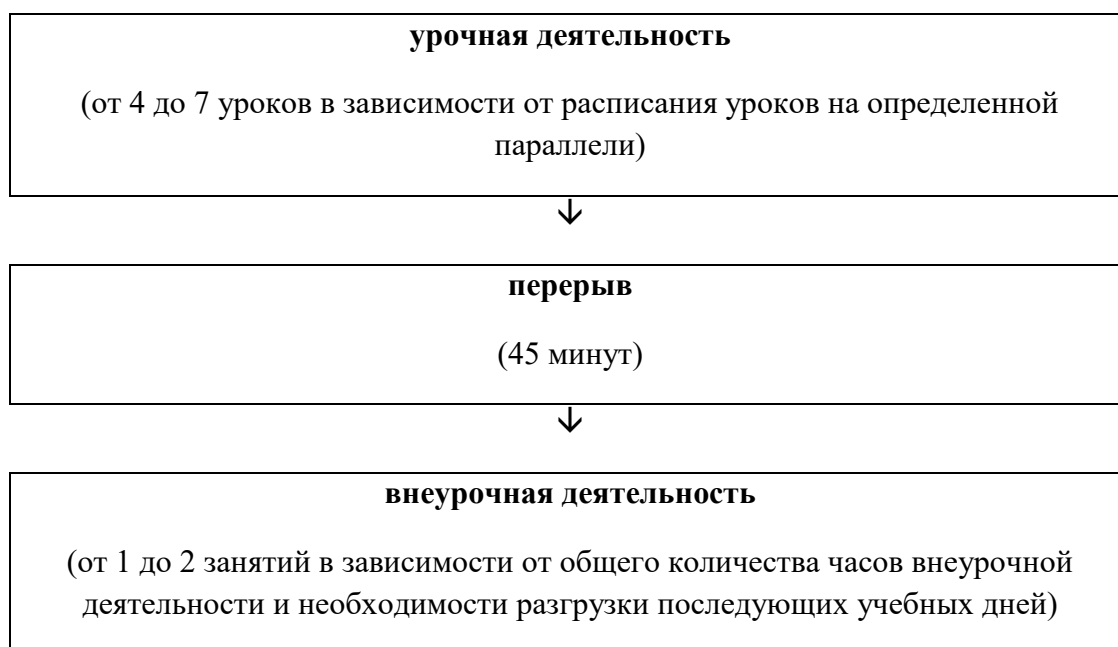 урочная деятельность
(от 4 до 7 уроков в зависимости от расписания уроков на определенной
параллели)
↓
перерыв
(45 минут)
↓
внеурочная деятельность
(от 1 до 2 занятий в зависимости от общего количества часов внеурочной
деятельности и необходимости разгрузки последующих учебных дней)